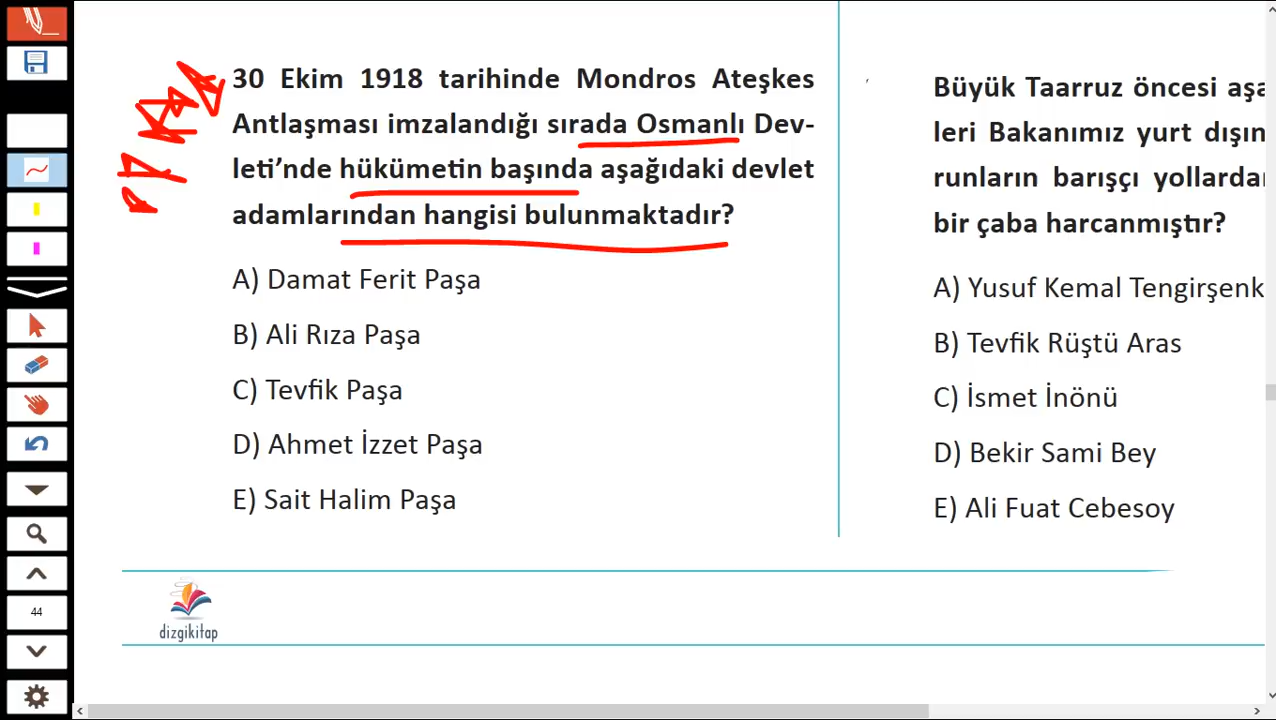 30 Ekim 1918 tarihinde Mondros Ateşkes
Antlaşması imzalandığı sırada Osmanlı Dev-
leti’nde hükümetin başında aşağıdaki devlet
adamlarından hangisi bulunmaktadır?
A) Damat Ferit Paşa
B) Ali Rıza Paşa
C) Tevfik Paşa
D) Ahmet İzzet Paşa
E) Sait Halim Paşa
Büyük Taarruz öncesi aşa
leri Bakanımız yurt dışın
runların barışçı yollardan
bir çaba harcanmıştır?
A) Yusuf Kemal Tengirşenk
B) Tevfik Rüştü Aras
C) İsmet İnönü
D) Bekir Sami Bey
E) Ali Fuat Cebesoy
dizgikitap
44